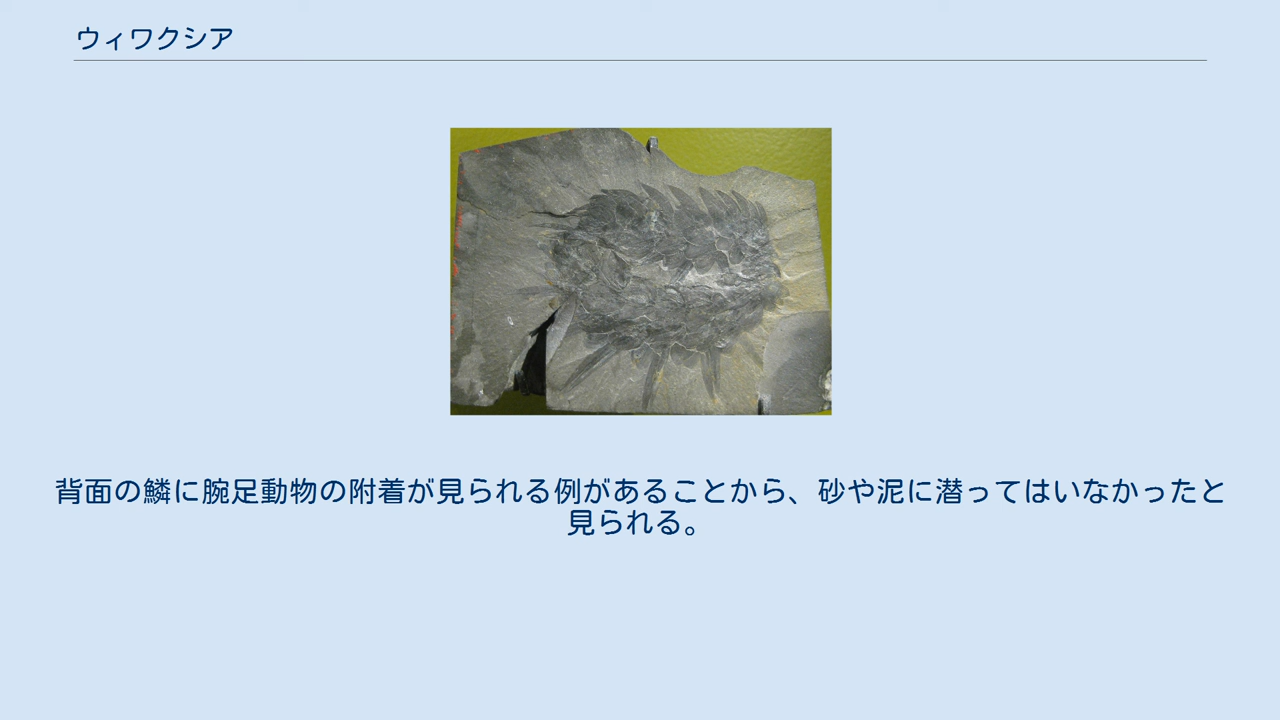 ウィワクシア
背面の鱗に腕足動物の附着が見られる例があることから、砂や泥に潜ってはいなかったと
見られる。